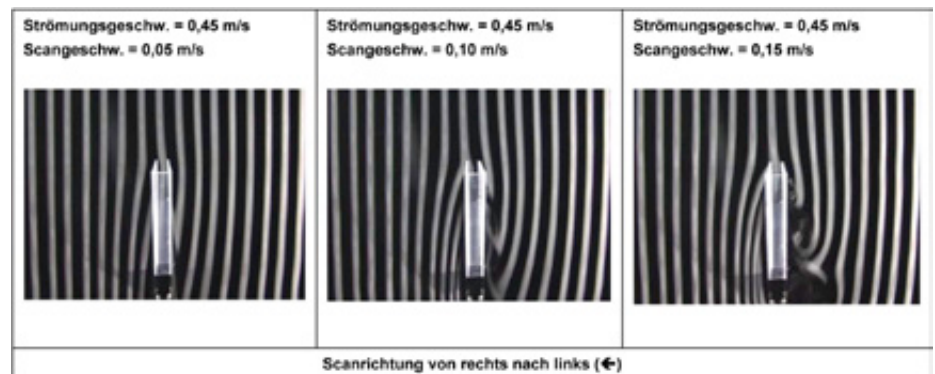 Strömungsgeschw. = 0,45 m/s
Scangeschw. = 0,05 m/s
Strömungsgeschw. = 0,45 m/s
Scangeschw. = 0,10 m/s
Strömungsgeschw. = 0,45 m/s
Scangeschw. = 0,15 m/s
Scanrichtung von rechts nach links (←)